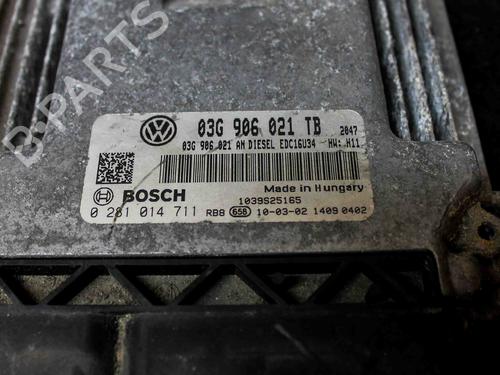 B-PARTS
03G 906 021 TB 2047
03G 906 021 AN DIESEL EDC16U34 HW: H11
BOSCH
Made in Hungary
1039S25165
0 281 014 711 RB8 656 10-03-02 1409 0402